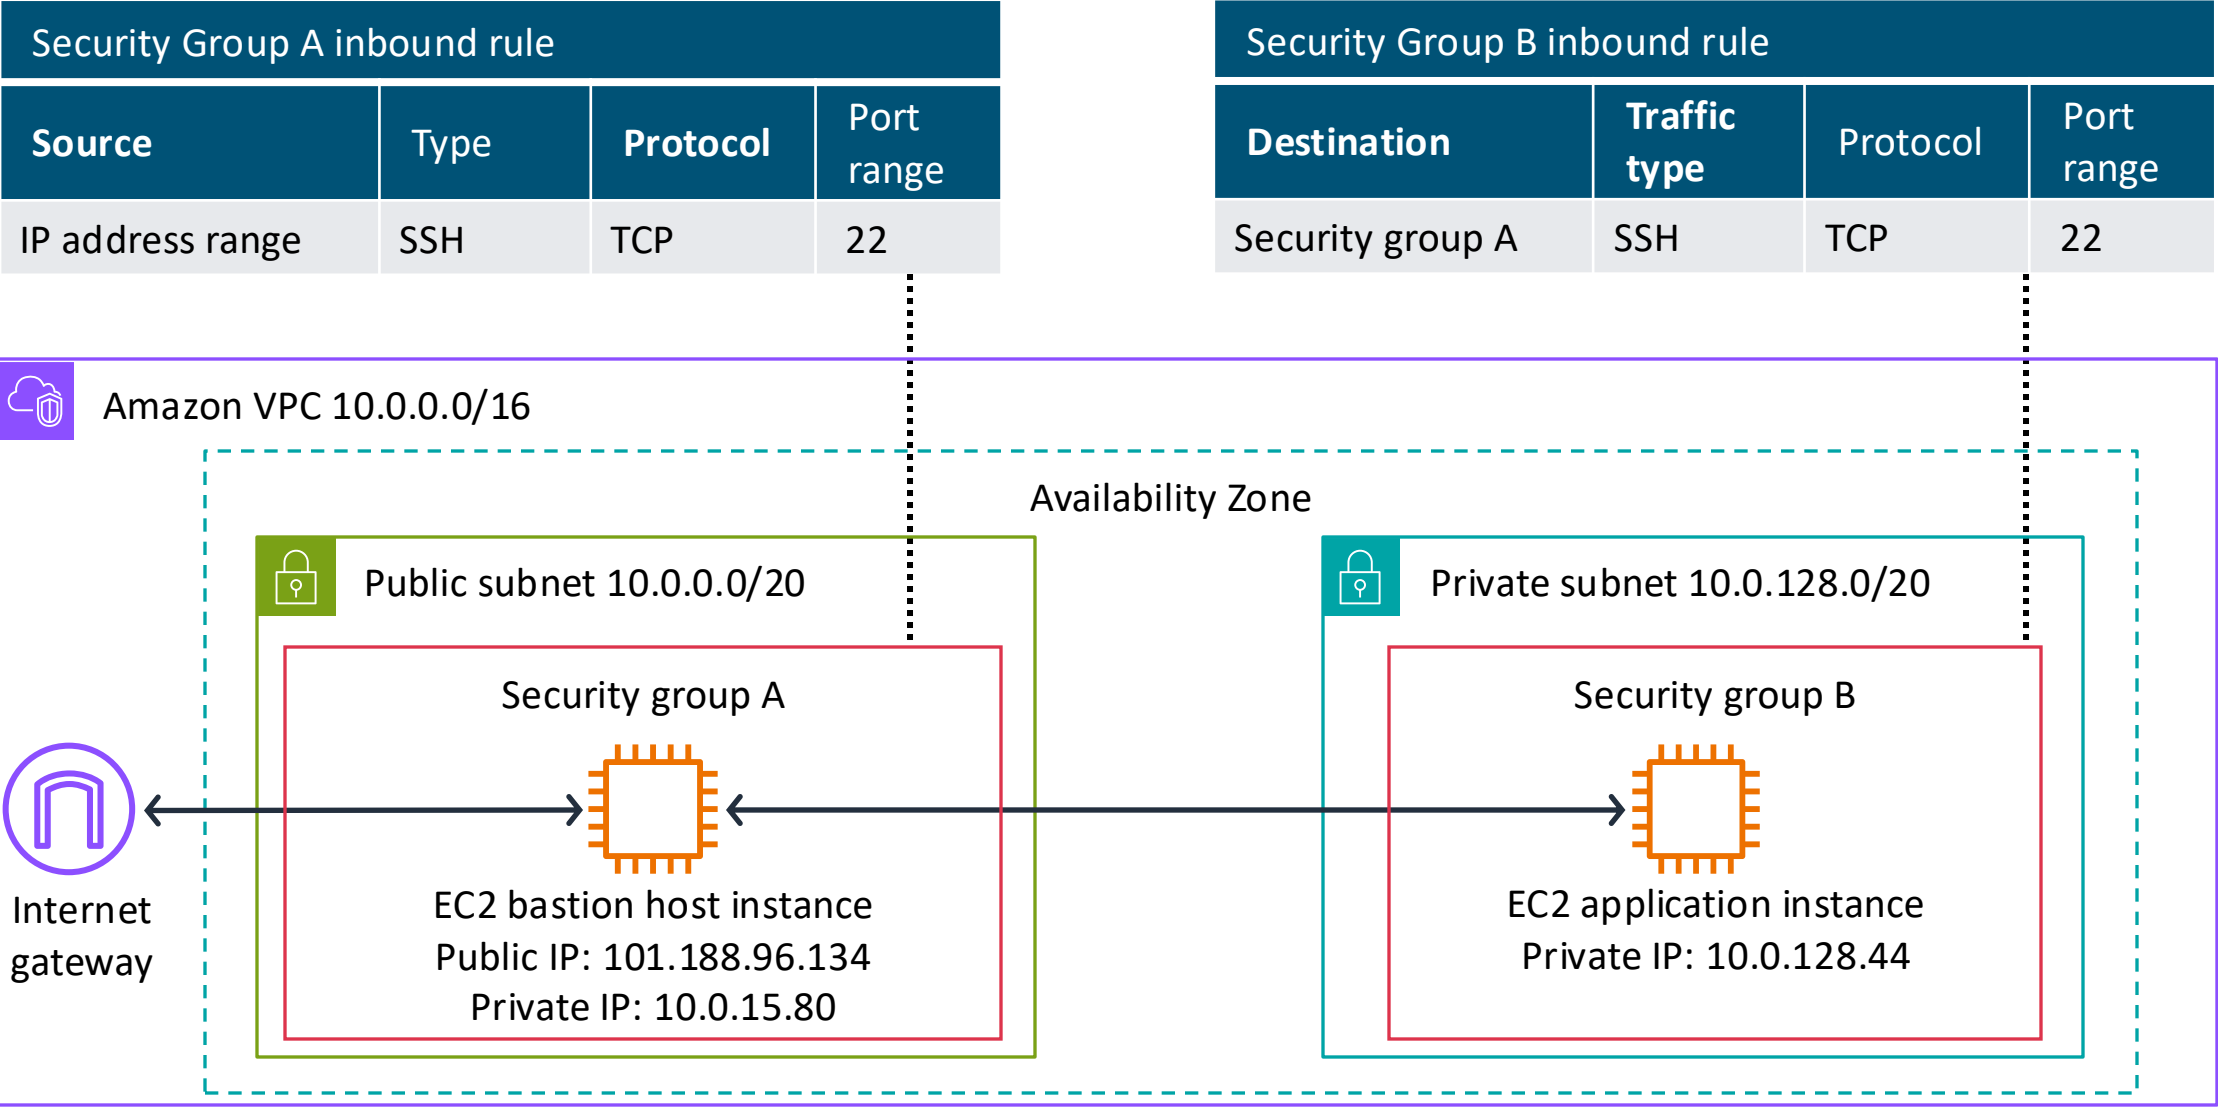 Security Group A inbound rule
Source
Type
Protocol
Port
range
IP address range
SSH
TCP
22
Security Group B inbound rule
Destination
Traffic
type
Protocol
Port
range
Security group A
SSH
TCP
22
Amazon VPC 10.0.0.0/16
Availability Zone
Public subnet 10.0.0.0/20
Security group A
EC2 bastion host instance
Public IP: 101.188.96.134
Private IP: 10.0.15.80
Private subnet 10.0.128.0/20
Security group B
EC2 application instance
Private IP: 10.0.128.44
Internet
gateway